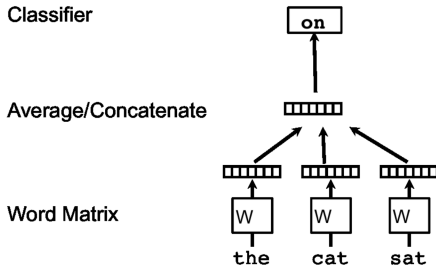 Classifier
on
Average/Concatenate
Word Matrix
W W W
the cat sat